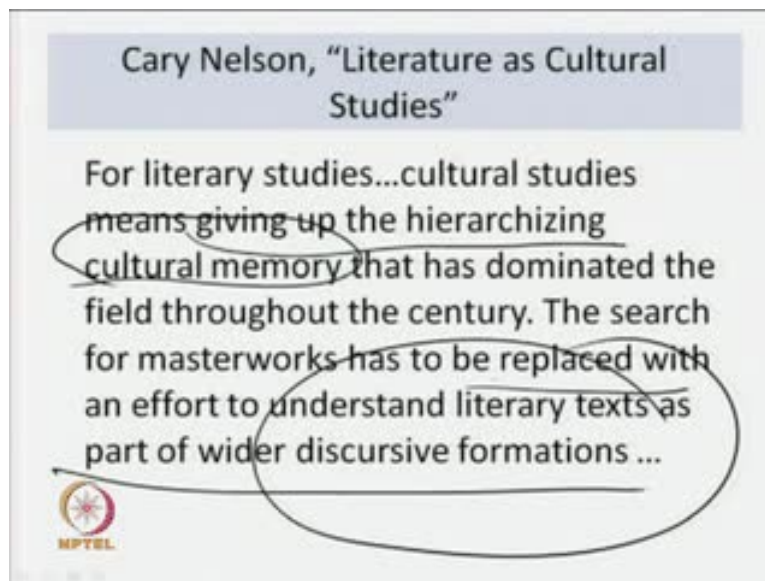 Cary Nelson, “Literature as Cultural
Studies”
For literary studies...cultural studies
means giving up the hierarchizing
cultural memory that has dominated the
field throughout the century. The search
for masterworks has to be replaced with
an effort to understand literary texts as
part of wider discursive formations ...
NPTEL